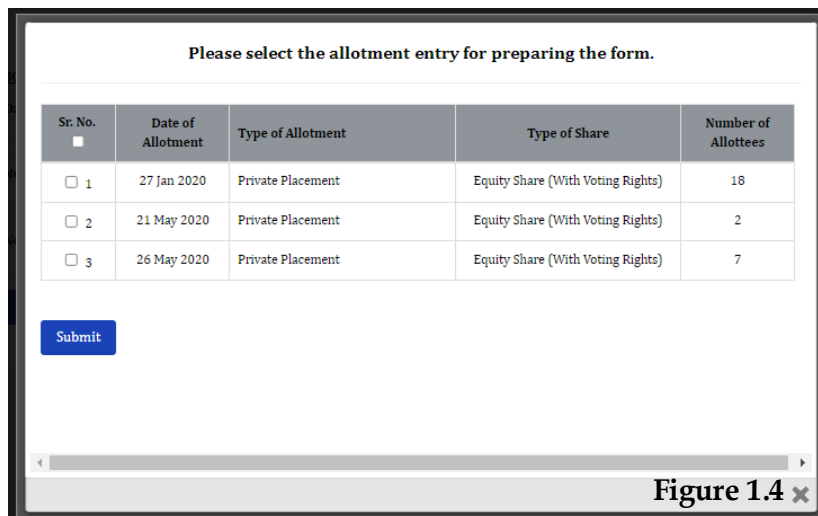 Please select the allotment entry for preparing the form.
Sr. No. Date of Allotment Type of Allotment Type of Share Number of Allottees
1 27 Jan 2020 Private Placement Equity Share (With Voting Rights) 18
2 21 May 2020 Private Placement Equity Share (With Voting Rights) 2
3 26 May 2020 Private Placement Equity Share (With Voting Rights) 7
Submit
Figure 1.4